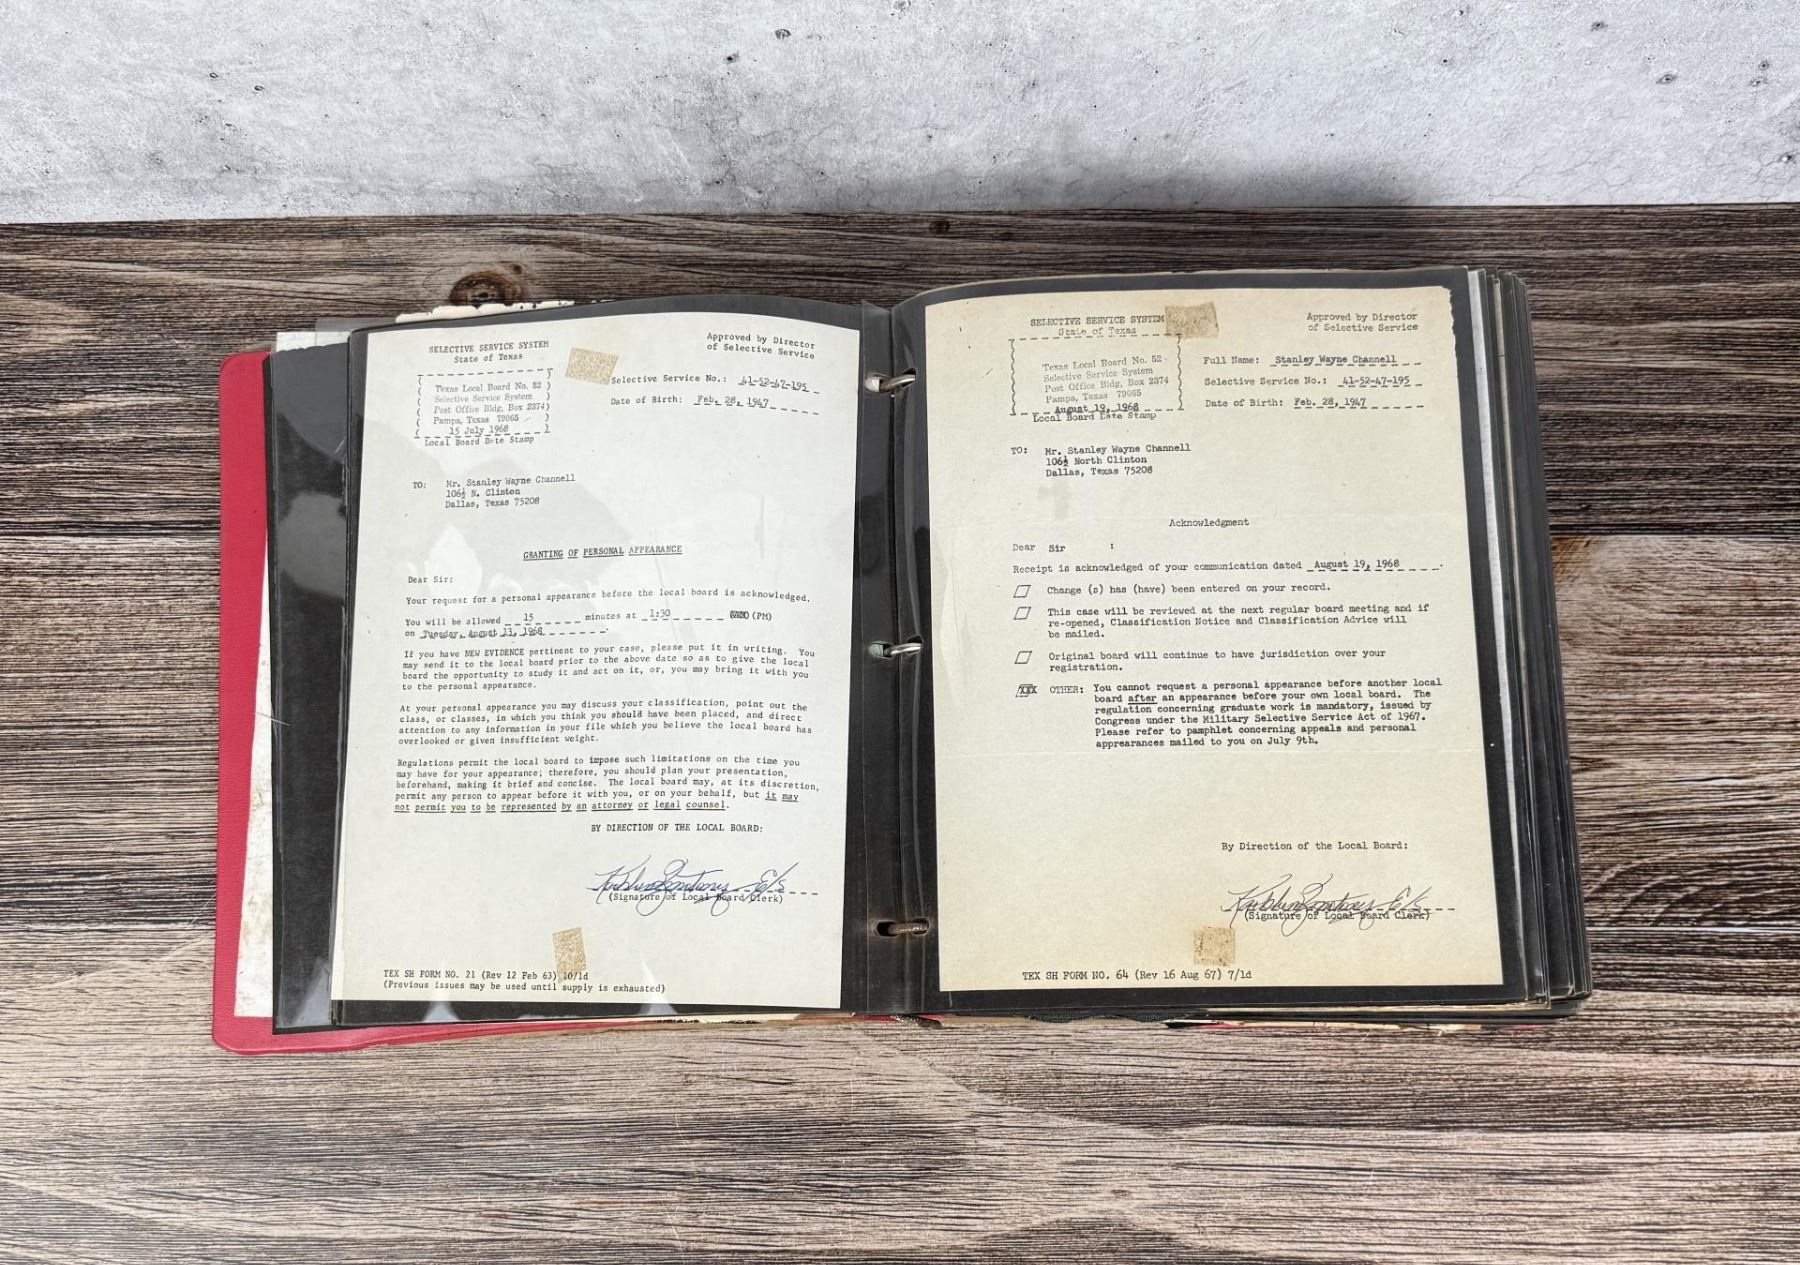 SELECTIVE SERVICE SYSTEM
State of Texas
Approved by Director
of Selective Service
Texas Local Board No. 52
Selective Service System
Post Office Bldg, Box 2374
Pampa, Texas 79065
15 July 1968
Local Board Date Stamp
Selective Service No.: 41-52-47-195
Date of Birth: Feb. 28, 1947
TO: Mr. Stanley Wayne Channell
106½ N. Clinton
Dallas, Texas 75208
GRANTING OF PERSONAL APPEARANCE
Dear Sir:
Your request for a personal appearance before the local board is acknowledged.
You will be allowed 15 minutes at 1:30 (PM)
on Tuesday, August 13, 1968.
If you have NEW EVIDENCE pertinent to your case, please put it in writing. You
may send it to the local board prior to the above date so as to give the local
board the opportunity to study it and act on it, or, you may bring it with you
to the personal appearance.
At your personal appearance you may discuss your classification, point out the
class, or classes, in which you think you should have been placed, and direct
attention to any information in your file which you believe the local board has
overlooked or given insufficient weight.
Regulations permit the local board to impose such limitations on the time you
may have for your appearance; therefore, you should plan your presentation,
beforehand, making it brief and concise. The local board may, at its discretion,
permit any person to appear before it with you, or on your behalf, but it may
not permit you to be represented by an attorney or legal counsel.
BY DIRECTION OF THE LOCAL BOARD:
(Signature of Local Board Clerk)
TEX SH FORM NO. 21 (Rev 12 Feb 63) 10/1d
(Previous issues may be used until supply is exhausted)
SELECTIVE SERVICE SYSTEM
State of Texas
Approved by Director
of Selective Service
Texas Local Board No. 52
Selective Service System
Post Office Bldg, Box 2374
Pampa, Texas 79065
August 19, 1968
Local Board Date Stamp
Full Name: Stanley Wayne Channell
Selective Service No.: 41-52-47-195
Date of Birth: Feb. 28, 1947
TO: Mr. Stanley Wayne Channell
106½ North Clinton
Dallas, Texas 75208
Acknowledgment
Dear Sir :
Receipt is acknowledged of your communication dated August 19, 1968.
Change (s) has (have) been entered on your record.
This case will be reviewed at the next regular board meeting and if
re-opened, Classification Notice and Classification Advice will
be mailed.
Original board will continue to have jurisdiction over your
registration.
XXX OTHER: You cannot request a personal appearance before another local
board after an appearance before your own local board. The
regulation concerning graduate work is mandatory, issued by
Congress under the Military Selective Service Act of 1967.
Please refer to pamphlet concerning appeals and personal
apprearances mailed to you on July 9th.
By Direction of the Local Board:
(Signature of Local Board Clerk)
TEX SH FORM NO. 64 (Rev 16 Aug 67) 7/1d